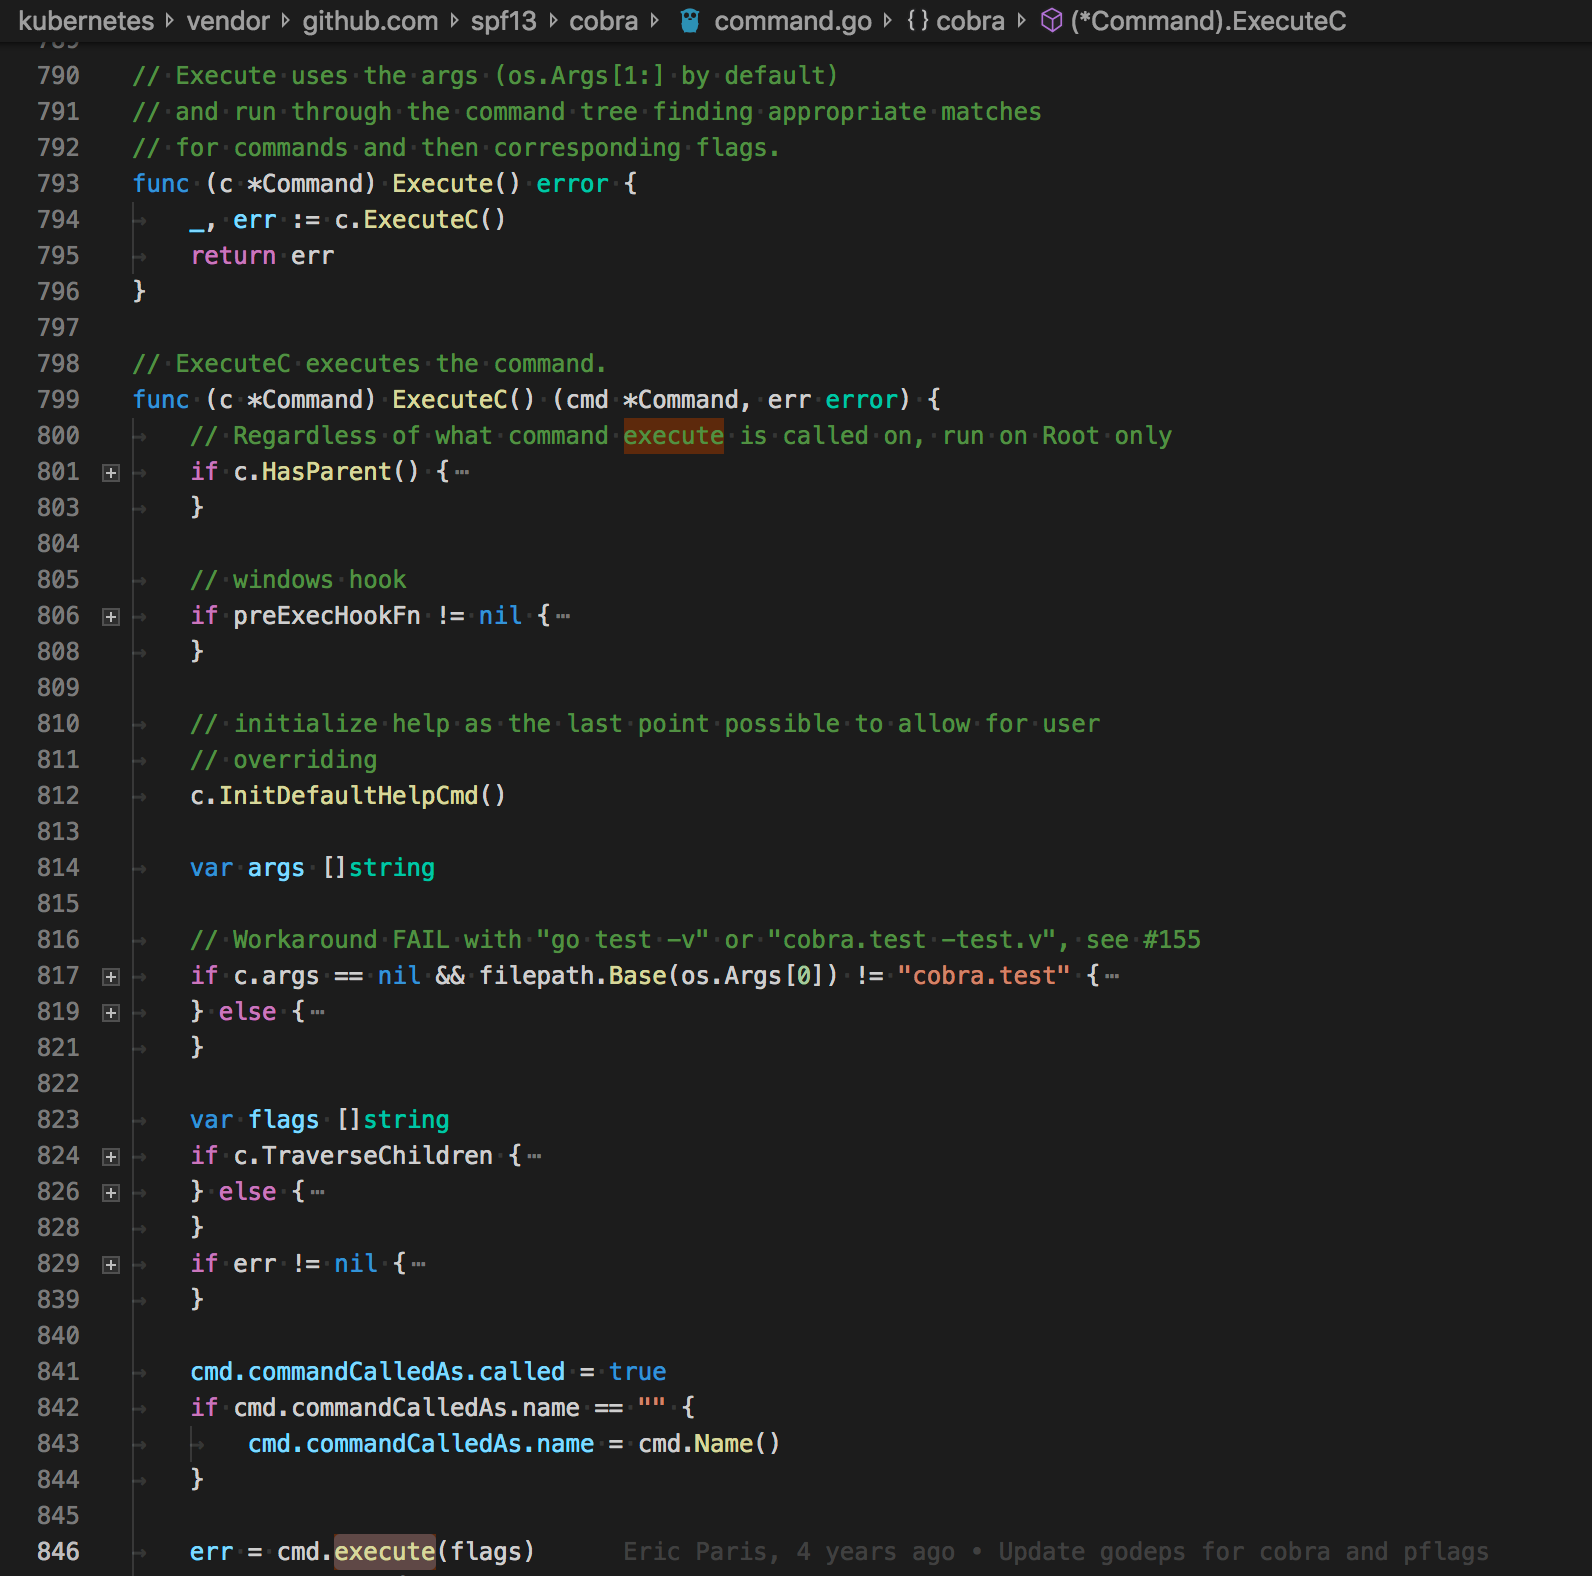 kubernetes > vendor > github.com > spf13 > cobra > command.go > {} cobra > (*Command).ExecuteC
789
790 // Execute uses the args (os.Args[1:] by default)
791 // and run through the command tree finding appropriate matches
792 // for commands and then corresponding flags.
793 func (c *Command) Execute() error {
794 _, err := c.ExecuteC()
795 return err
796 }
797
798 // ExecuteC executes the command.
799 func (c *Command) ExecuteC() (cmd *Command, err error) {
800 // Regardless of what command execute is called on, run on Root only
801 if c.HasParent() {…
803 }
804
805 // windows hook
806 if preExecHookFn != nil {…
808 }
809
810 // initialize help as the last point possible to allow for user
811 // overriding
812 c.InitDefaultHelpCmd()
813
814 var args []string
815
816 // Workaround FAIL with "go test -v" or "cobra.test -test.v", see #155
817 if c.args == nil && filepath.Base(os.Args[0]) != "cobra.test" {…
819 } else {…
821 }
822
823 var flags []string
824 if c.TraverseChildren {…
826 } else {…
828 }
829 if err != nil {…
839 }
840
841 cmd.commandCalledAs.called = true
842 if cmd.commandCalledAs.name == "" {
843 cmd.commandCalledAs.name = cmd.Name()
844 }
845
846 err = cmd.execute(flags) Eric Paris, 4 years ago • Update godeps for cobra and pflags